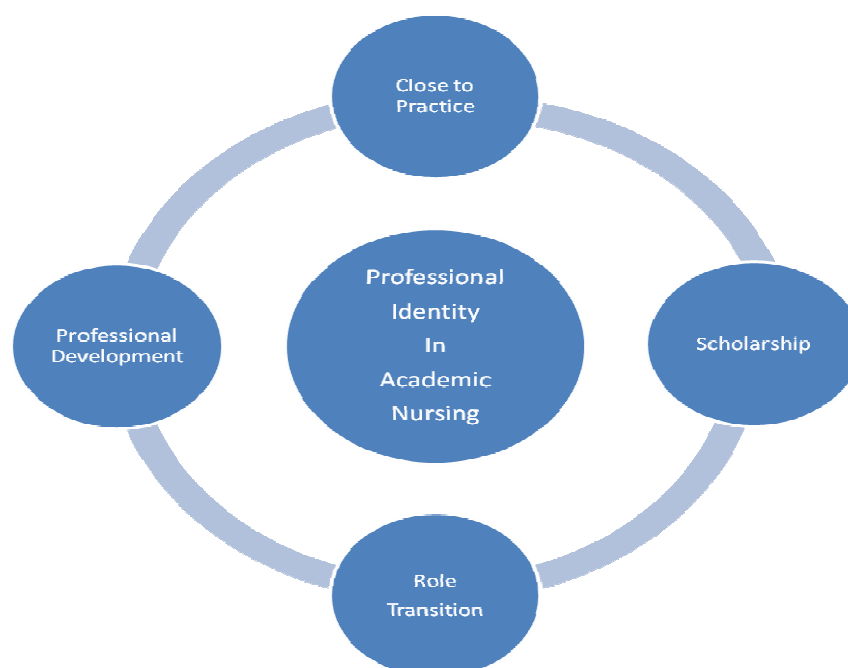 Close to
Practice
Professional
Identity
In
Academic
Nursing
Professional
Development
Scholarship
Role
Transition